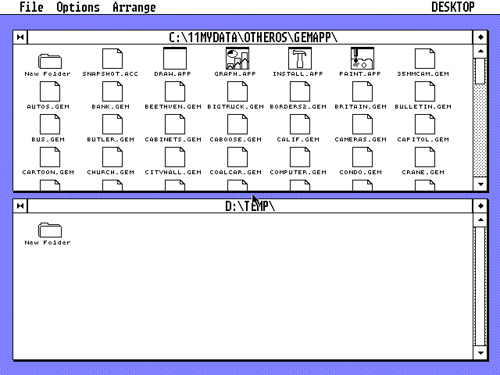 File Options Arrange DESKTOP
C:\11MYDATA\OTHEROS\GEMAPP\
New Folder SNAPSHOT.ACC DRAW.APP GRAPH.APP INSTALL.APP PAINT.APP 35MMCAM.GEM
AUTOS.GEM BANK.GEM BEETHVEN.GEM BIGTRUCK.GEM BORDERS2.GEM BRITAIN.GEM BULLETIN.GEM
BUS.GEM BUTLER.GEM CABINETS.GEM CABOOSE.GEM CALIF.GEM CAMERAS.GEM CAPITOL.GEM
CARTOON.GEM CHURCH.GEM CITYHALL.GEM COALCAR.GEM COMPUTER.GEM CONDO.GEM CRANE.GEM
D:\TEMP\
New Folder